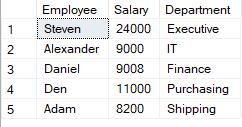 Employee Salary Department
1 Steven 24000 Executive
2 Alexander 9000 IT
3 Daniel 9008 Finance
4 Den 11000 Purchasing
5 Adam 8200 Shipping